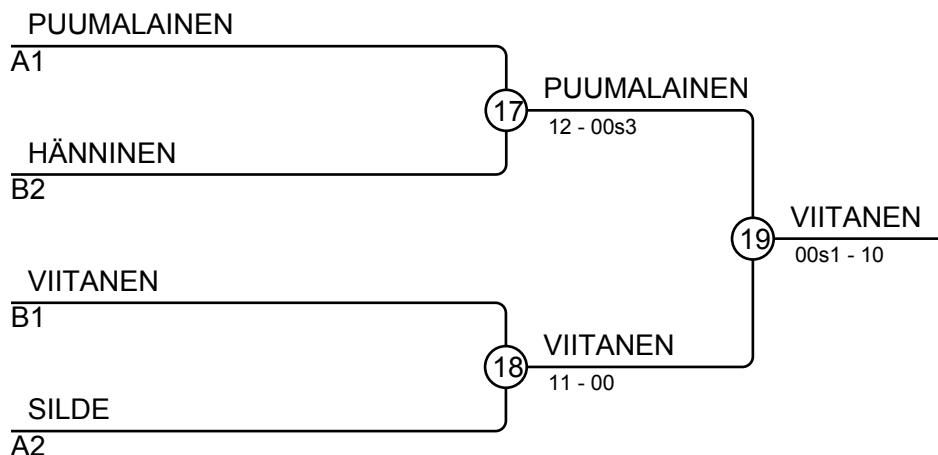 PUUMALAINEN
A1
17
PUUMALAINEN
12 - 00s3
HÄNNINEN
B2
19
VIITANEN
00s1 - 10
VIITANEN
B1
18
VIITANEN
11 - 00
SILDE
A2